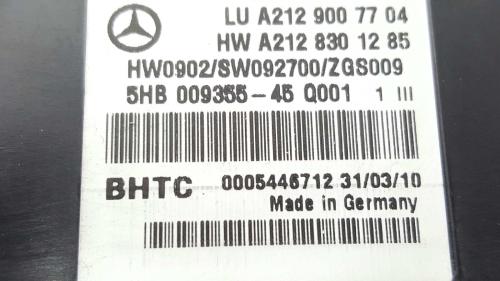 LU A212 900 77 04
HW A212 830 12 85
HW0902/SW092700/ZGS009
5HB 009355-45 Q001 1 III
BHTC 0005446712 31/03/10
Made in Germany